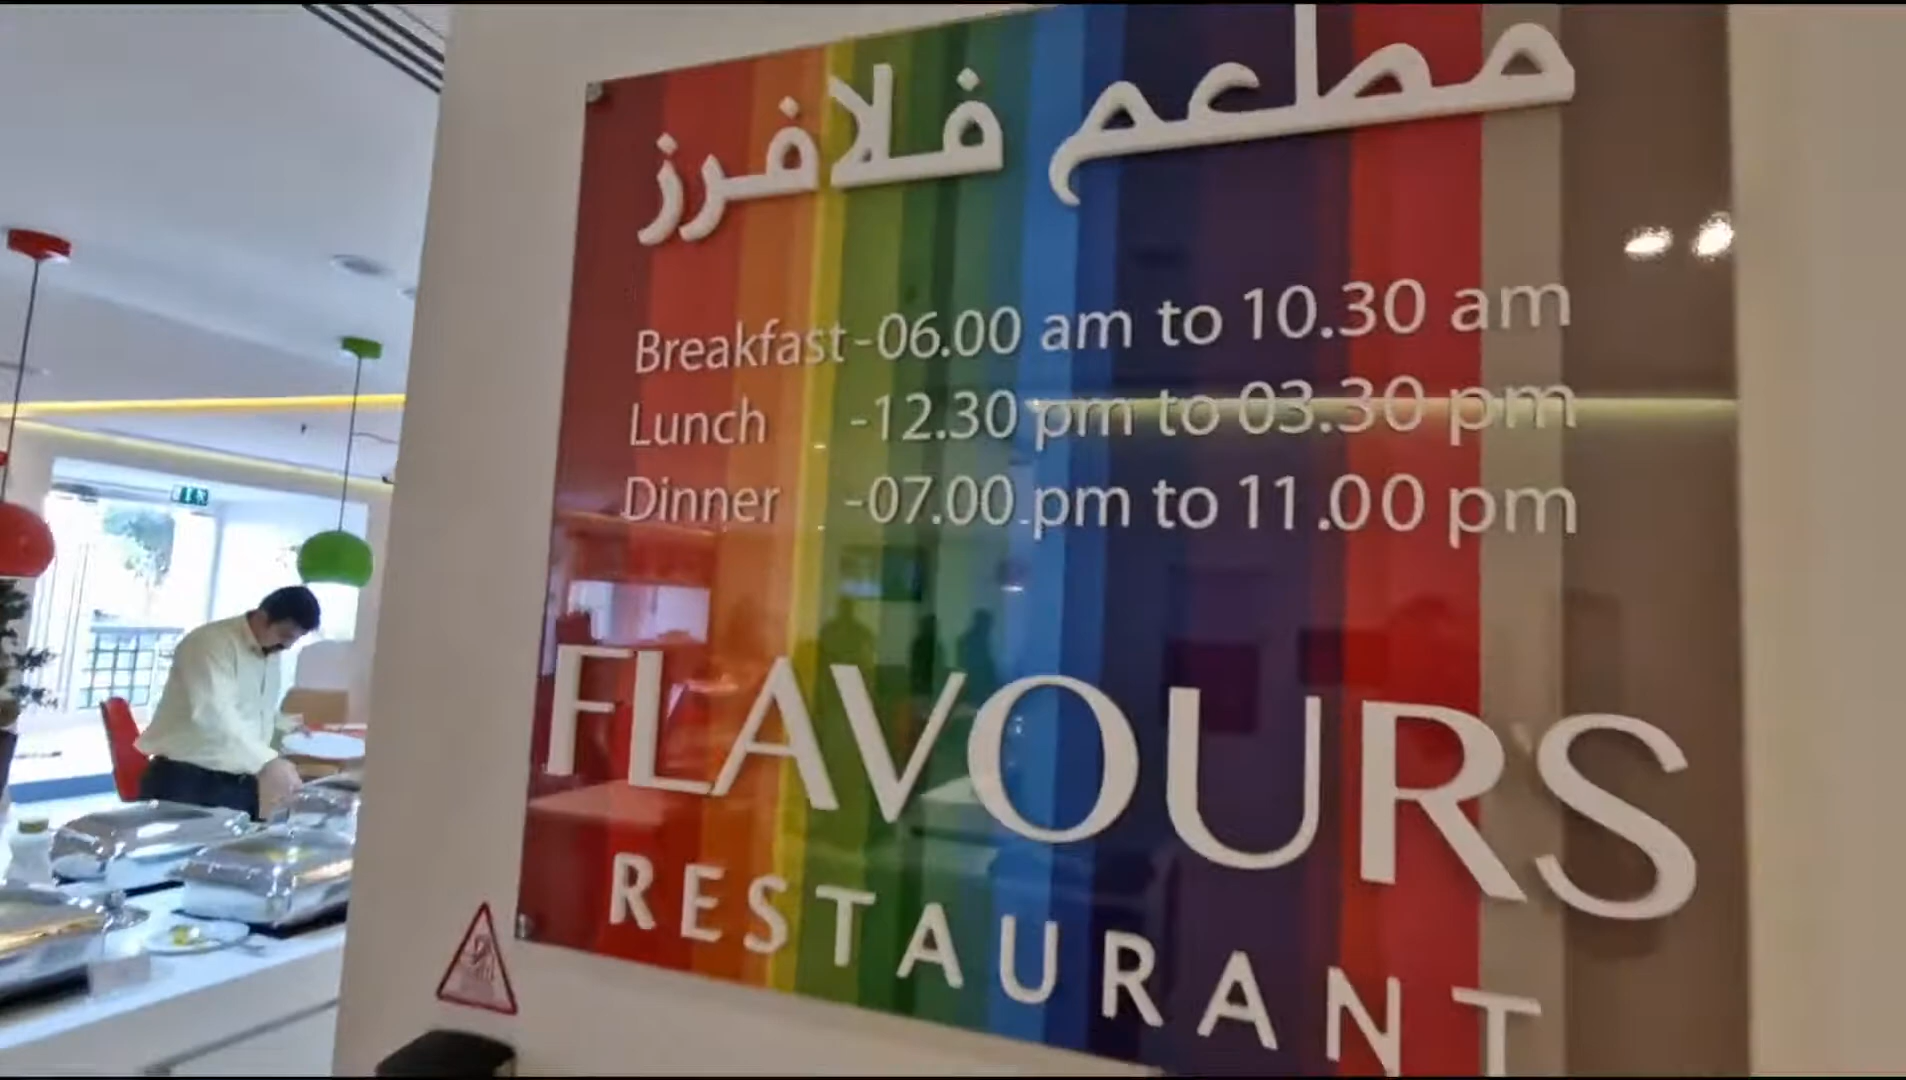 مطعم فلافرز
Breakfast -06.00 am to 10.30 am
Lunch -12.30 pm to 03.30 pm
Dinner -07.00 pm to 11.00 pm
FLAVOURS
RESTAURANT